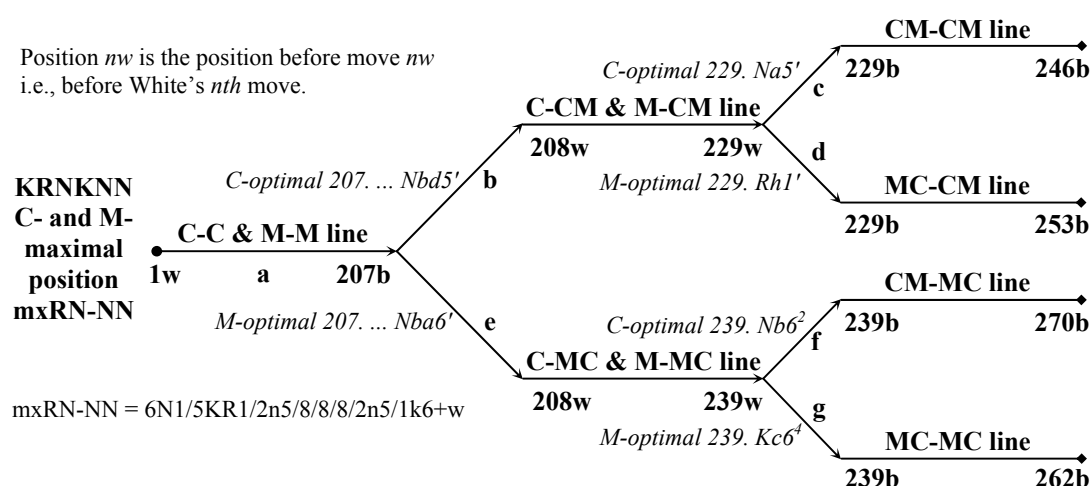 Position nw is the position before move nw
i.e., before White's nth move.
CM-CM line
C-optimal 229. Na5'
229b 246b
C-CM & M-CM line
c
208w 229w
d
C-optimal 207. ... Nbd5'
b
M-optimal 229. Rh1'
MC-CM line
229b 253b
KRNKNN
C- and M-
maximal
position
mxRN-NN
C-C & M-M line
1w a 207b
M-optimal 207. ... Nba6'
e
CM-MC line
C-optimal 239. Nb6²
239b 270b
C-MC & M-MC line
f
208w 239w
g
mxRN-NN = 6N1/5KR1/2n5/8/8/8/2n5/1k6+w
M-optimal 239. Kc6⁴
MC-MC line
239b 262b